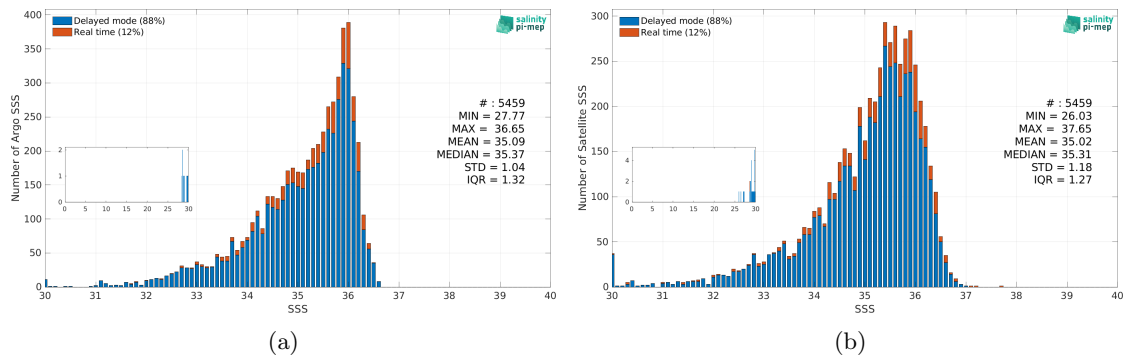 Delayed mode (88%)
Real time (12%)
salinity
pi-mep
# : 5459
MIN = 27.77
MAX = 36.65
MEAN = 35.09
MEDIAN = 35.37
STD = 1.04
IQR = 1.32
Number of Argo SSS
400
350
300
250
200
150
100
50
0
2
1
0
0 5 10 15 20 25 30
30 31 32 33 34 35 36 37 38 39 40
SSS
(a)
Delayed mode (88%)
Real time (12%)
salinity
pi-mep
# : 5459
MIN = 26.03
MAX = 37.65
MEAN = 35.02
MEDIAN = 35.31
STD = 1.18
IQR = 1.27
Number of Satellite SSS
300
250
200
150
100
50
0
4
2
0
0 5 10 15 20 25 30
30 31 32 33 34 35 36 37 38 39 40
SSS
(b)